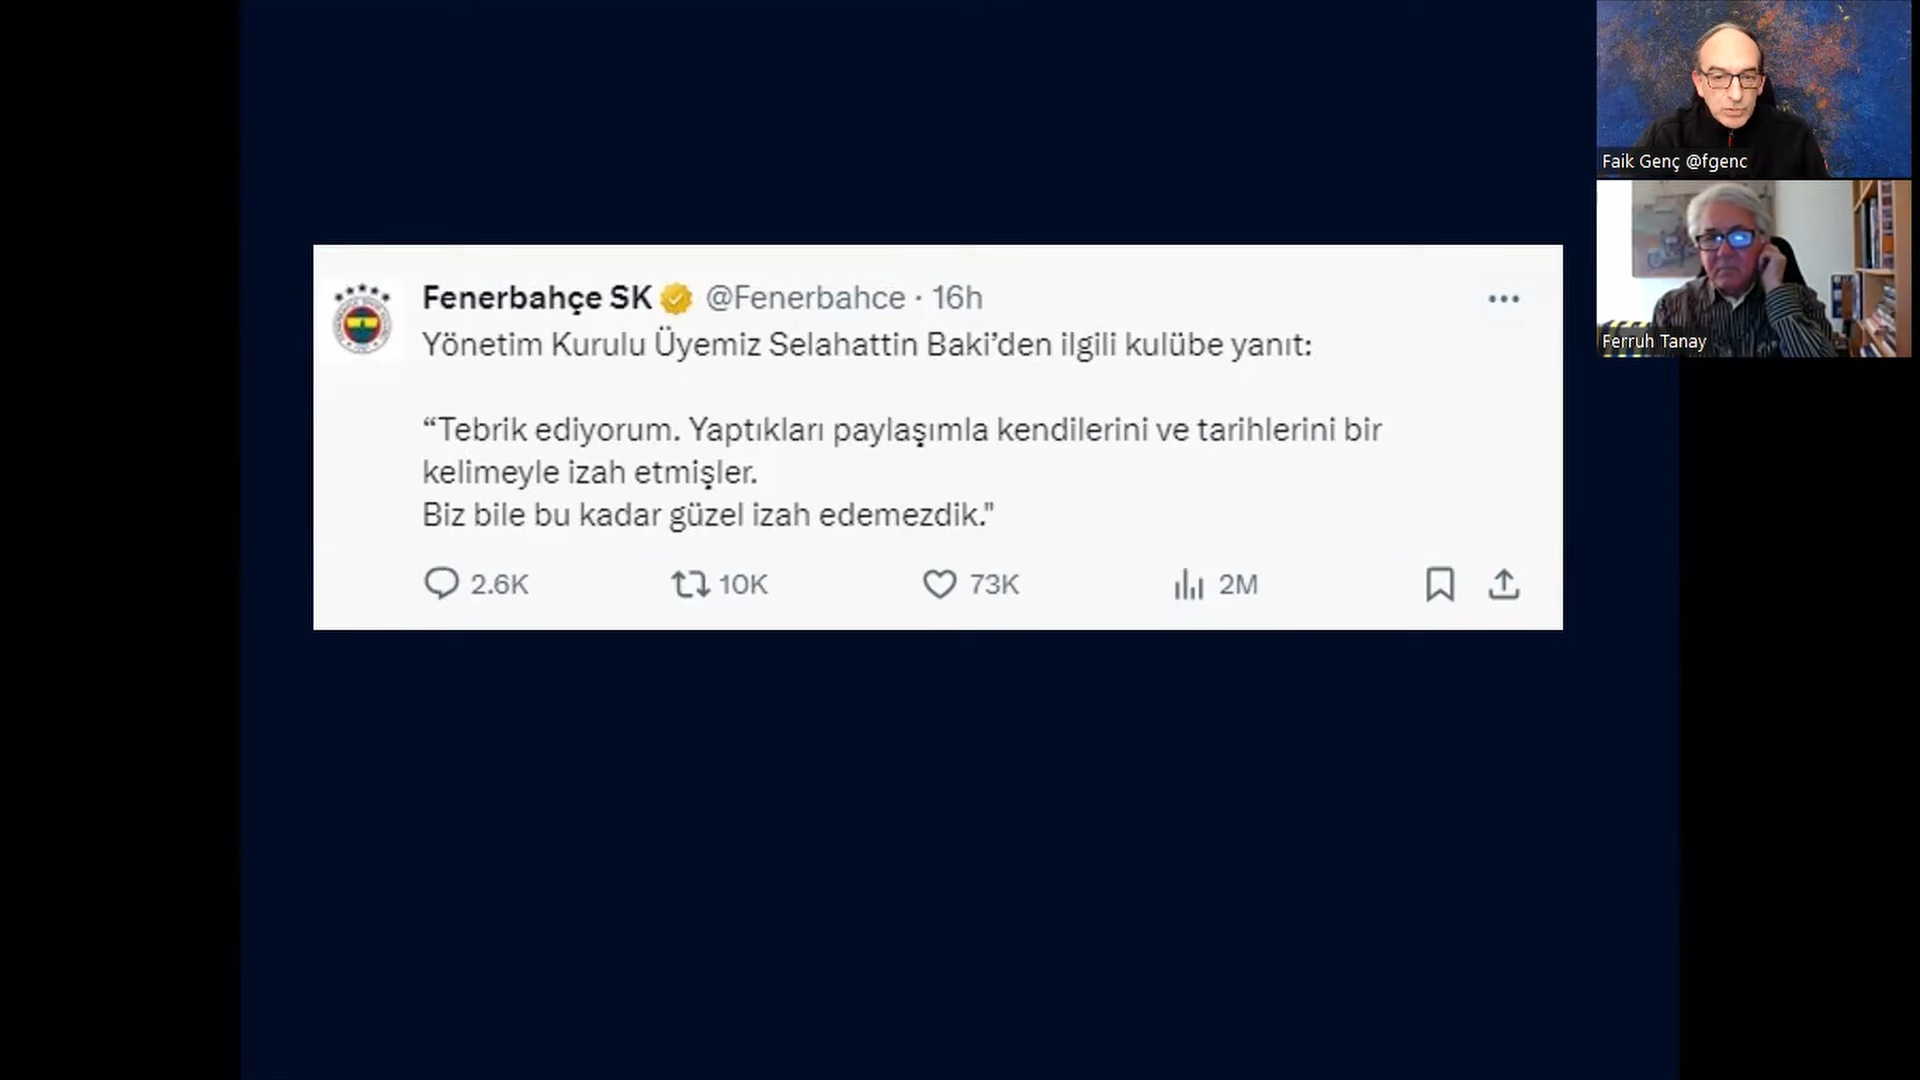 Fenerbahçe SK @Fenerbahce · 16h
Yönetim Kurulu Üyemiz Selahattin Baki’den ilgili kulübe yanıt:
“Tebrik ediyorum. Yaptıkları paylaşımla kendilerini ve tarihlerini bir
kelimeyle izah etmişler.
Biz bile bu kadar güzel izah edemezdik."
2.6K 10K 73K 2M
Faik Genç @fgenc
Ferruh Tanay